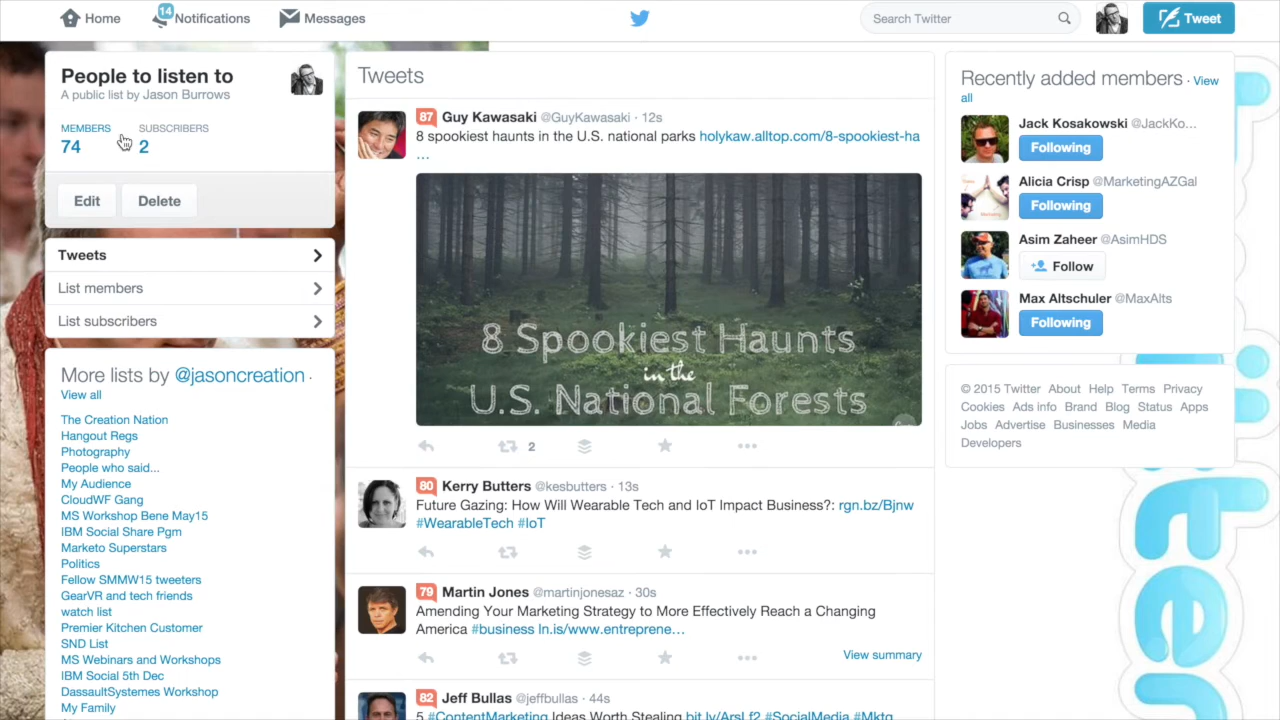 Home
14
Notifications
Messages
Search Twitter
Tweet
People to listen to
A public list by Jason Burrows
MEMBERS
74
SUBSCRIBERS
2
Edit
Delete
Tweets
List members
List subscribers
More lists by @jasoncreation ·
View all
The Creation Nation
Hangout Regs
Photography
People who said...
My Audience
CloudWF Gang
MS Workshop Bene May15
IBM Social Share Pgm
Marketo Superstars
Politics
Fellow SMMW15 tweeters
GearVR and tech friends
watch list
Premier Kitchen Customer
SND List
MS Webinars and Workshops
IBM Social 5th Dec
DassaultSystemes Workshop
My Family
Tweets
87 Guy Kawasaki @GuyKawasaki · 12s
8 spookiest haunts in the U.S. national parks holykaw.alltop.com/8-spookiest-ha
…
8 Spookiest Haunts
in the
U.S. National Forests
2
80 Kerry Butters @kesbutters · 13s
Future Gazing: How Will Wearable Tech and IoT Impact Business?: rgn.bz/Bjnw
#WearableTech #IoT
79 Martin Jones @martinjonesaz · 30s
Amending Your Marketing Strategy to More Effectively Reach a Changing
America #business ln.is/www.entreprene…
View summary
82 Jeff Bullas @jeffbullas · 44s
5 #ContentMarketing Ideas Worth Stealing bit.ly/ArsLf2 #SocialMedia #Mktg
Recently added members · View
all
Jack Kosakowski @JackKo...
Following
Alicia Crisp @MarketingAZGal
Following
Asim Zaheer @AsimHDS
Follow
Max Altschuler @MaxAlts
Following
© 2015 Twitter About Help Terms Privacy
Cookies Ads info Brand Blog Status Apps
Jobs Advertise Businesses Media
Developers